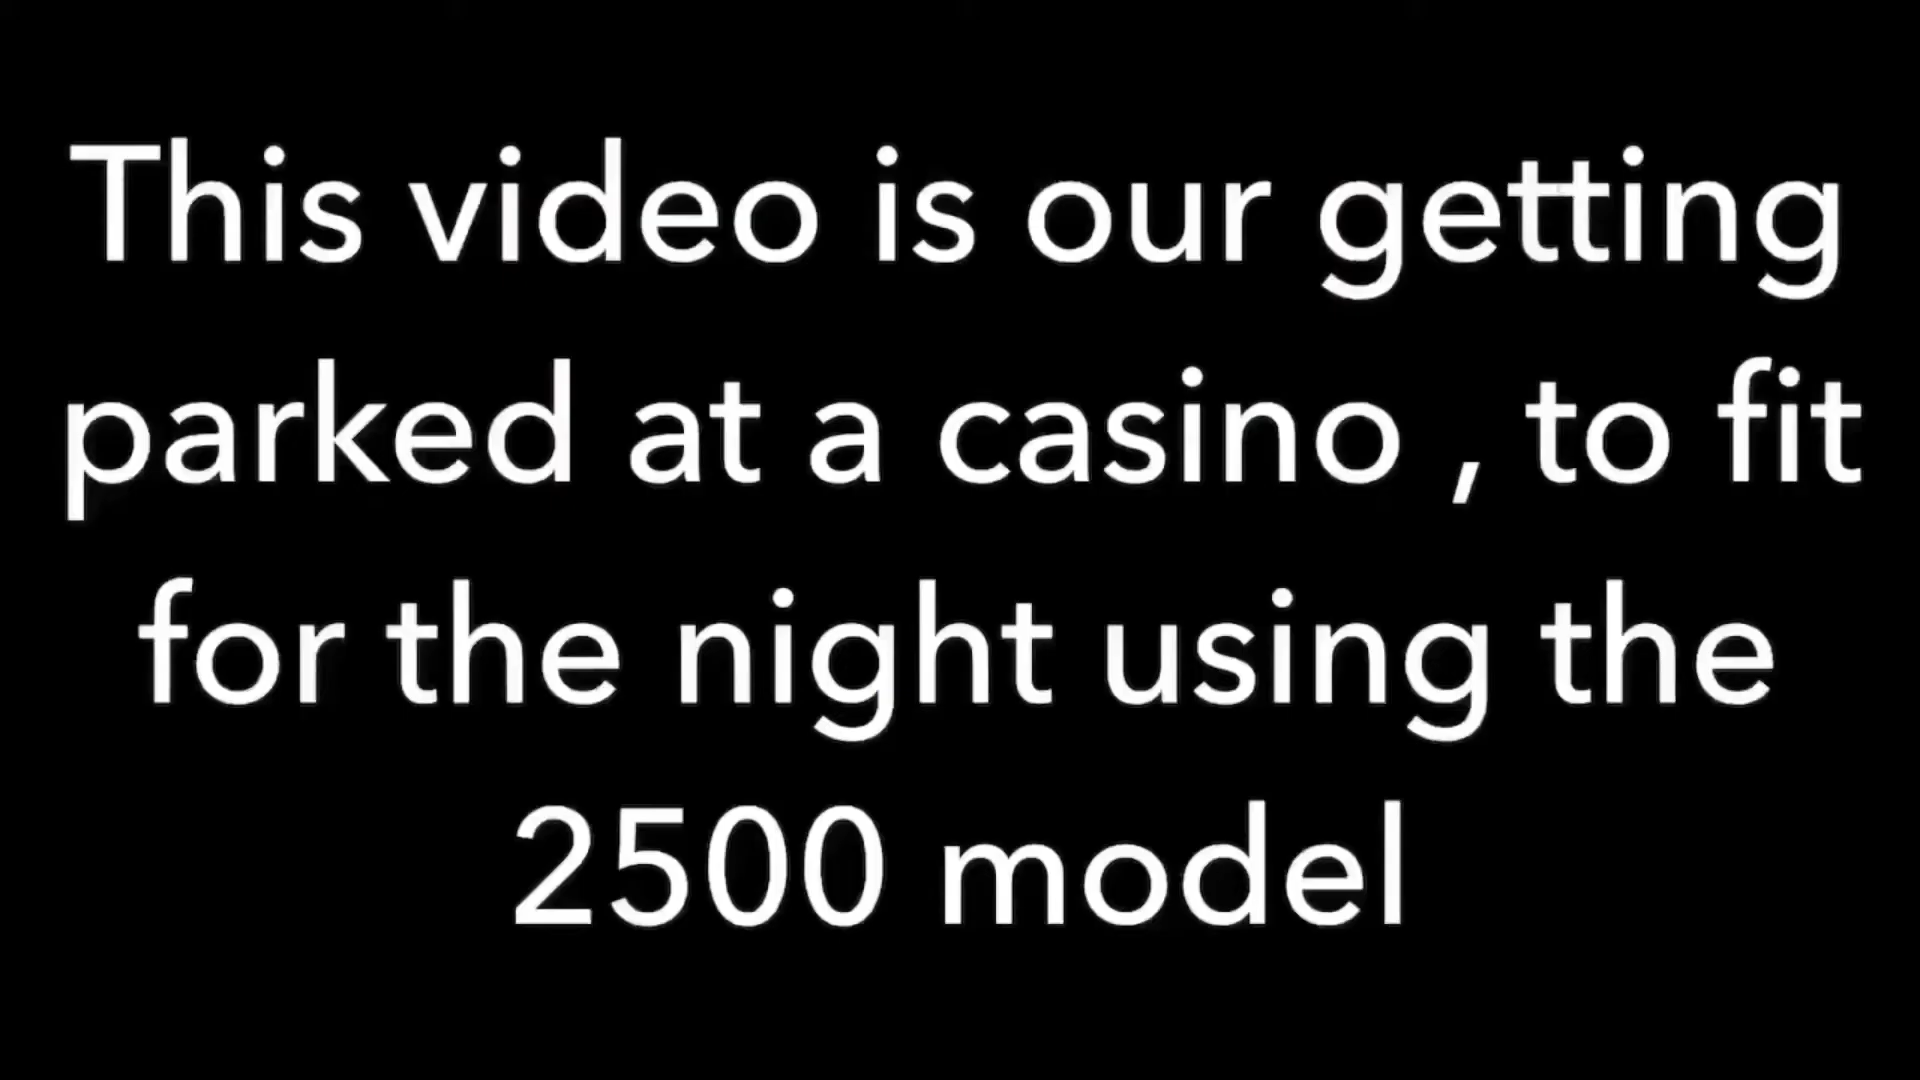 This video is our getting
parked at a casino , to fit
for the night using the
2500 model